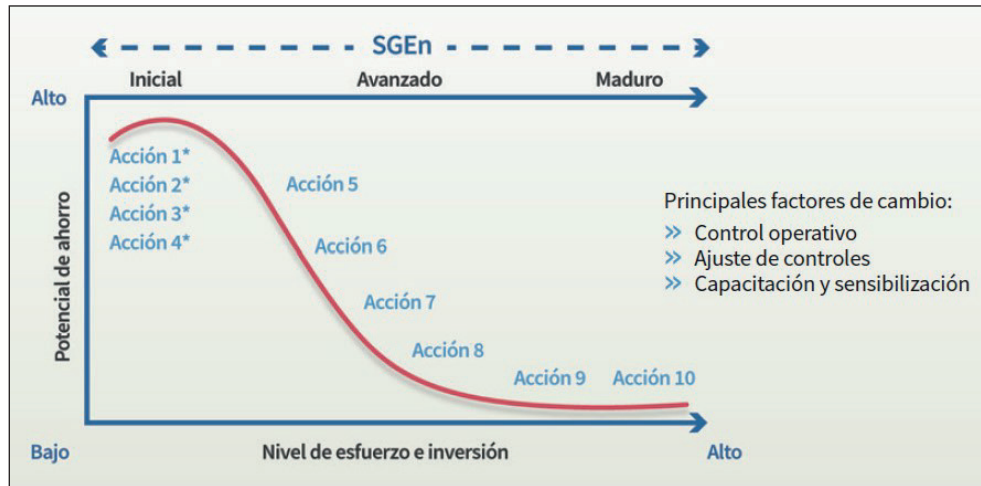 SGEn
Inicial Avanzado Maduro
Alto
Acción 1*
Acción 2*
Acción 3*
Acción 4*
Acción 5
Acción 6
Acción 7
Acción 8
Acción 9 Acción 10
Potencial de ahorro
Principales factores de cambio:
» Control operativo
» Ajuste de controles
» Capacitación y sensibilización
Bajo Nivel de esfuerzo e inversión Alto